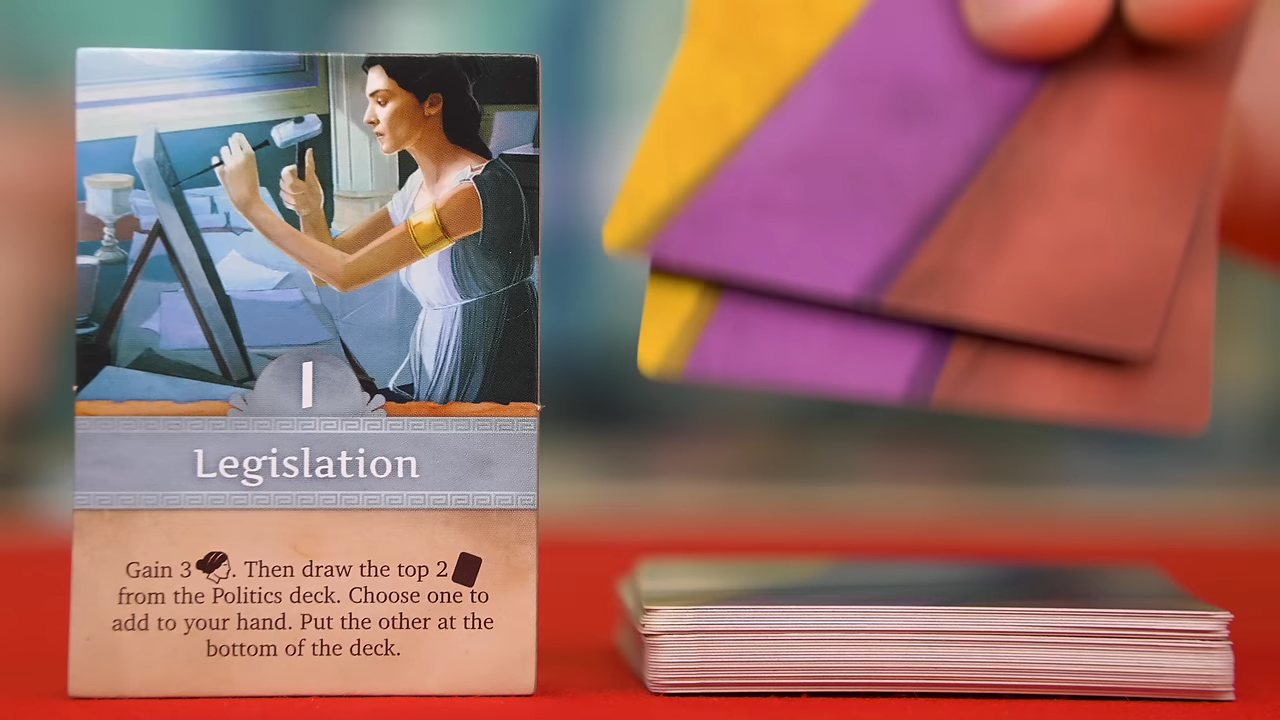 I
Legislation
Gain 3 . Then draw the top 2
from the Politics deck. Choose one to
add to your hand. Put the other at the
bottom of the deck.